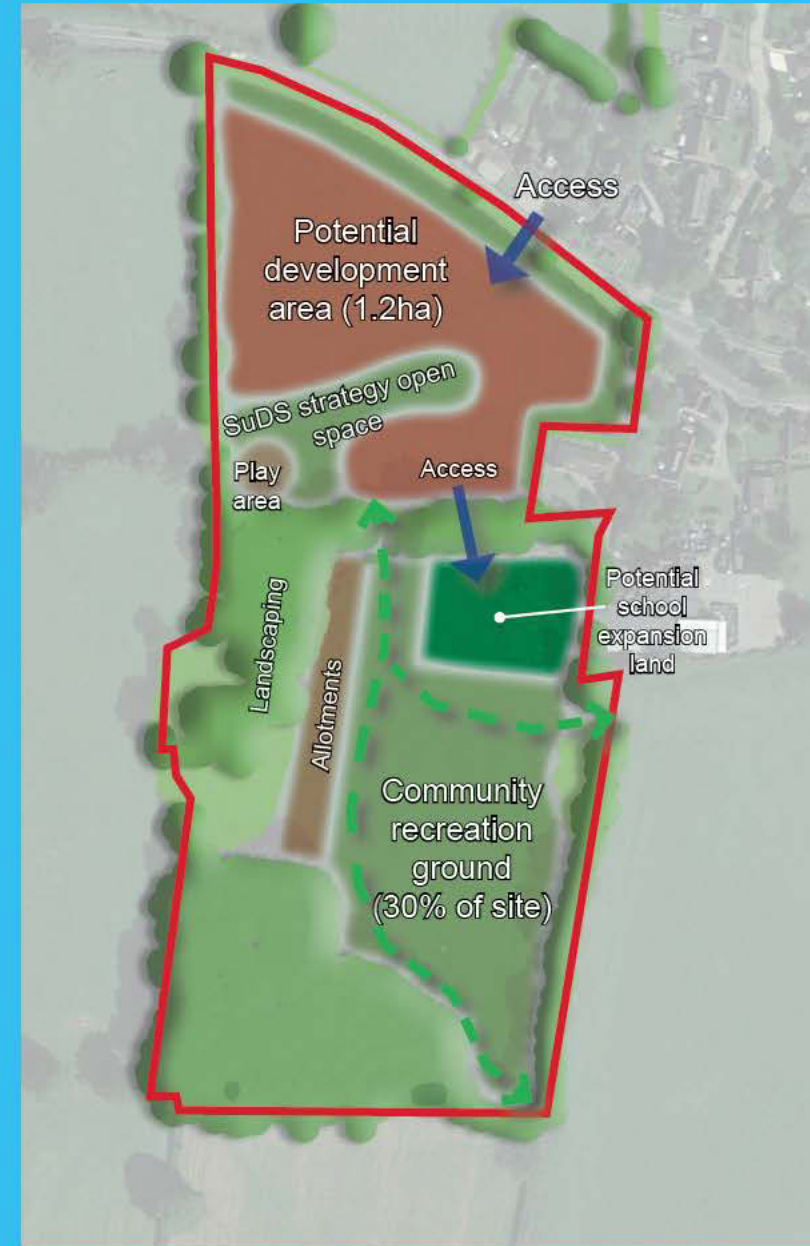 Access
Potential
development
area (1.2ha)
SuDS strategy open
space
Play
area
Access
Potential
school
expansion
land
Landscaping
Allotments
Community
recreation
ground
(30% of site)